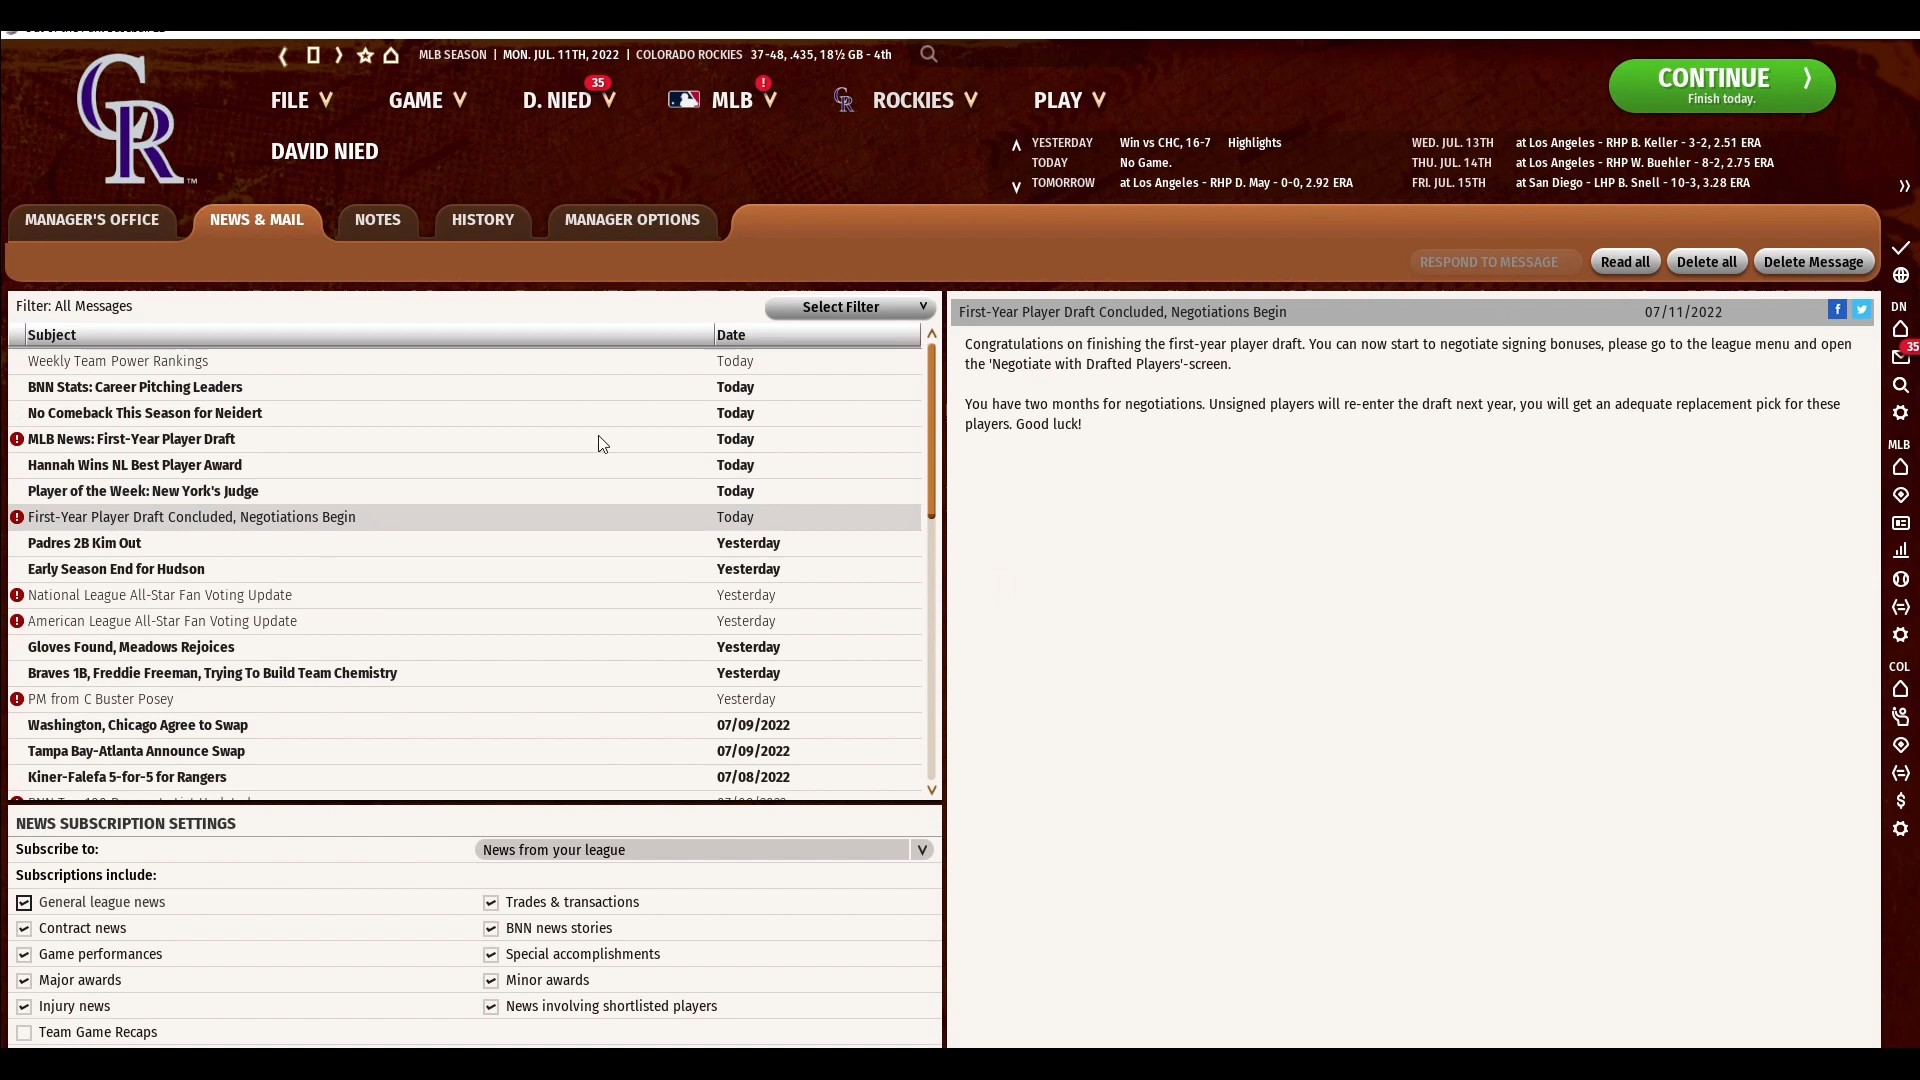 MLB SEASON | MON. JUL. 11TH, 2022 | COLORADO ROCKIES 37-48, .435, 18½ GB - 4th
CR
TM
FILE
GAME
D. NIED
35
MLB
!
ROCKIES
PLAY
CONTINUE
Finish today.
DAVID NIED
YESTERDAY Win vs CHC, 16-7 Highlights
TODAY No Game.
TOMORROW at Los Angeles - RHP D. May - 0-0, 2.92 ERA
WED. JUL. 13TH at Los Angeles - RHP B. Keller - 3-2, 2.51 ERA
THU. JUL. 14TH at Los Angeles - RHP W. Buehler - 8-2, 2.75 ERA
FRI. JUL. 15TH at San Diego - LHP B. Snell - 10-3, 3.28 ERA
MANAGER'S OFFICE
NEWS & MAIL
NOTES
HISTORY
MANAGER OPTIONS
RESPOND TO MESSAGE
Read all
Delete all
Delete Message
Filter: All Messages
Select Filter
Subject Date
Weekly Team Power Rankings Today
BNN Stats: Career Pitching Leaders Today
No Comeback This Season for Neidert Today
! MLB News: First-Year Player Draft Today
Hannah Wins NL Best Player Award Today
Player of the Week: New York's Judge Today
! First-Year Player Draft Concluded, Negotiations Begin Today
Padres 2B Kim Out Yesterday
Early Season End for Hudson Yesterday
! National League All-Star Fan Voting Update Yesterday
! American League All-Star Fan Voting Update Yesterday
Gloves Found, Meadows Rejoices Yesterday
Braves 1B, Freddie Freeman, Trying To Build Team Chemistry Yesterday
! PM from C Buster Posey Yesterday
Washington, Chicago Agree to Swap 07/09/2022
Tampa Bay-Atlanta Announce Swap 07/09/2022
Kiner-Falefa 5-for-5 for Rangers 07/08/2022
NEWS SUBSCRIPTION SETTINGS
Subscribe to: News from your league
Subscriptions include:
General league news
Trades & transactions
Contract news
BNN news stories
Game performances
Special accomplishments
Major awards
Minor awards
Injury news
News involving shortlisted players
Team Game Recaps
First-Year Player Draft Concluded, Negotiations Begin 07/11/2022
f
Congratulations on finishing the first-year player draft. You can now start to negotiate signing bonuses, please go to the league menu and open
the 'Negotiate with Drafted Players'-screen.
You have two months for negotiations. Unsigned players will re-enter the draft next year, you will get an adequate replacement pick for these
players. Good luck!
DN
35
MLB
COL
$